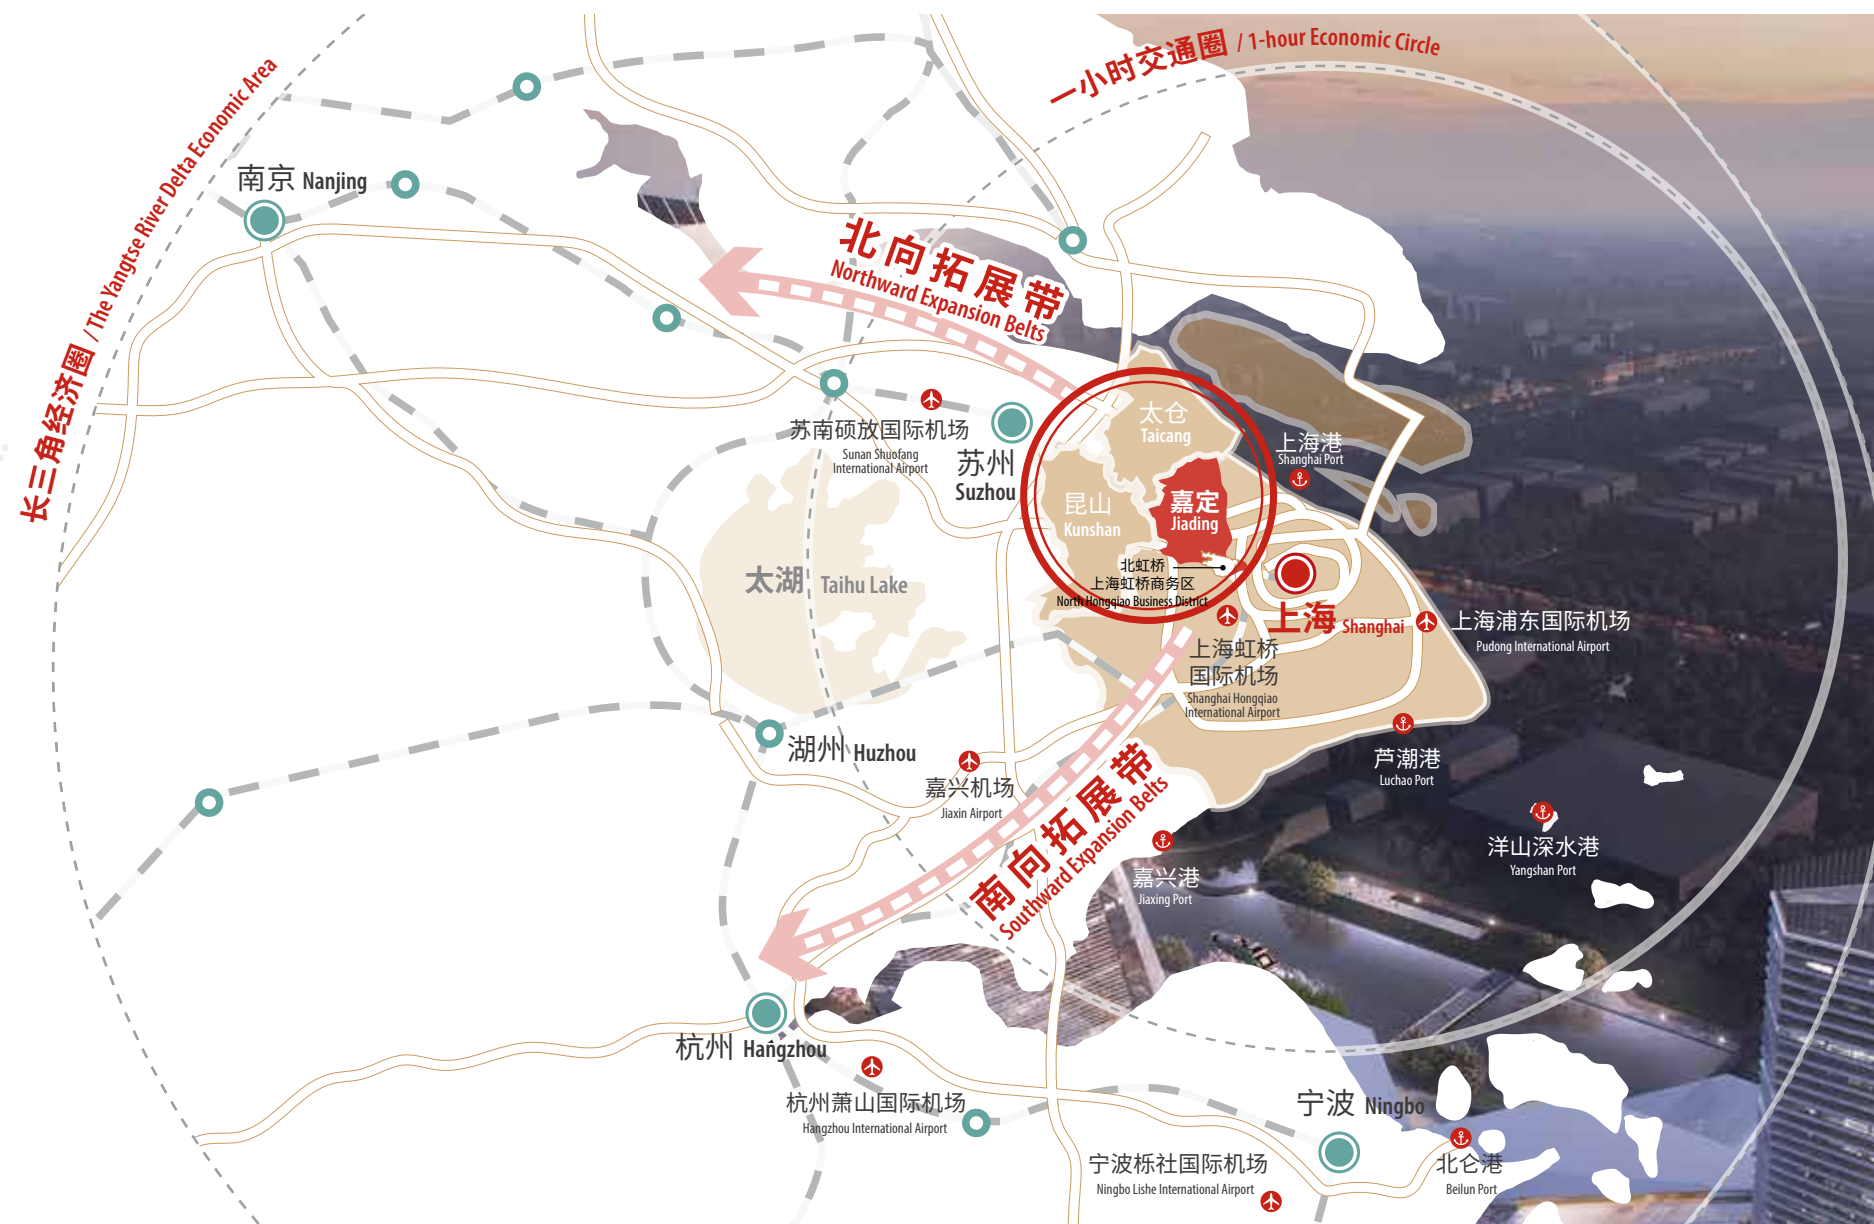 一小时交通圈 / 1-hour Economic Circle
长三角经济圈 / The Yangtse River Delta Economic Area
南京 Nanjing
北向拓展带
Northward Expansion Belts
苏南硕放国际机场
Sunan Shuofang
International Airport
苏州
Suzhou
太仓
Taicang
上海港
Shanghai Port
昆山
Kunshan
嘉定
Jiading
北虹桥
上海虹桥商务区
North Hongqiao Business District
太湖 Taihu Lake
上海 Shanghai
上海浦东国际机场
Pudong International Airport
上海虹桥
国际机场
Shanghai Hongqiao
International Airport
湖州 Huzhou
嘉兴机场
Jiaxin Airport
芦潮港
Luchao Port
南向拓展带
Southward Expansion Belts
嘉兴港
Jiaxing Port
洋山深水港
Yangshan Port
杭州 Hangzhou
杭州萧山国际机场
Hangzhou International Airport
宁波 Ningbo
宁波栎社国际机场
Ningbo Lishe International Airport
北仑港
Beilun Port